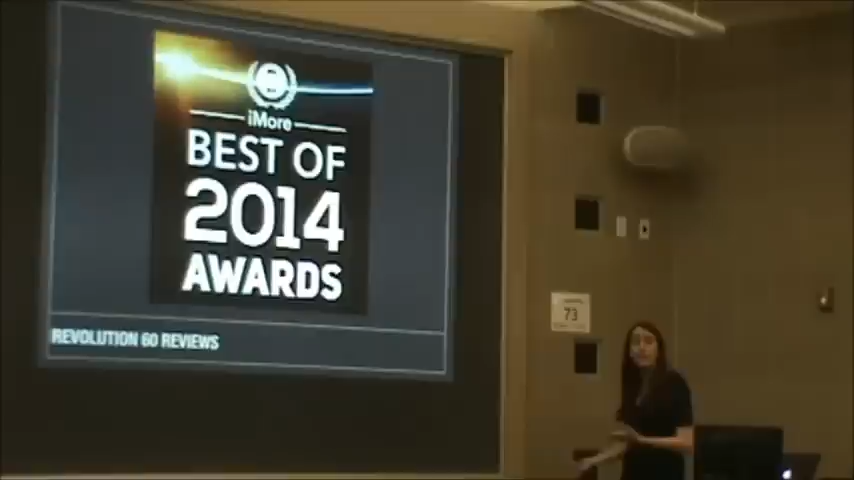 iMore
BEST OF
2014
AWARDS
REVOLUTION 60 REVIEWS
73